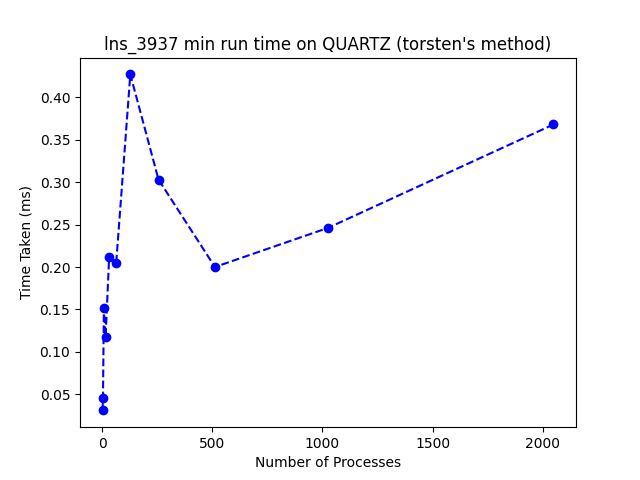 lns_3937 min run time on QUARTZ (torsten's method)
Time Taken (ms)
0.40
0.35
0.30
0.25
0.20
0.15
0.10
0.05
0 500 1000 1500 2000
Number of Processes